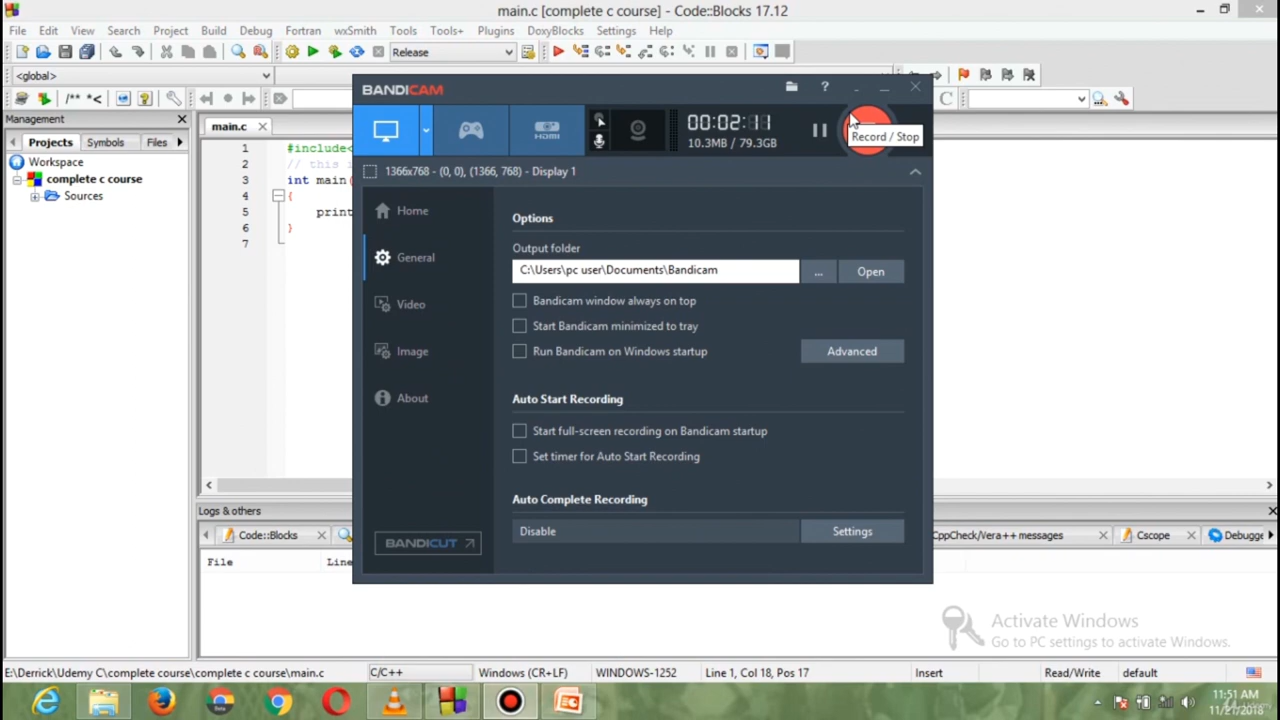 main.c [complete c course] - Code::Blocks 17.12
File Edit View Search Project Build Debug Fortran wxSmith Tools Tools+ Plugins DoxyBlocks Settings Help
Release
<global>
/** *<
C
Management
Projects Symbols Files
Workspace
complete c course
Sources
main.c
1 #include<
2 // this i
3 int main(
4 {
5 print
6 }
7
BANDICAM
?
HDMI
00:02:11
10.3MB / 79.3GB
Record / Stop
1366x768 - (0, 0), (1366, 768) - Display 1
Home
General
Video
Image
About
BANDICUT
Options
Output folder
C:\Users\pc user\Documents\Bandicam
...
Open
Bandicam window always on top
Start Bandicam minimized to tray
Run Bandicam on Windows startup
Advanced
Auto Start Recording
Start full-screen recording on Bandicam startup
Set timer for Auto Start Recording
Auto Complete Recording
Disable
Settings
Logs & others
Code::Blocks
CppCheck/Vera++ messages
Cscope
Debugge
File Line
Activate Windows
Go to PC settings to activate Windows.
E:\Derrick\Udemy C\complete c course\complete c course\main.c C/C++ Windows (CR+LF) WINDOWS-1252 Line 1, Col 18, Pos 17 Insert Read/Write default
11:51 AM
11/21/2018
Udemy